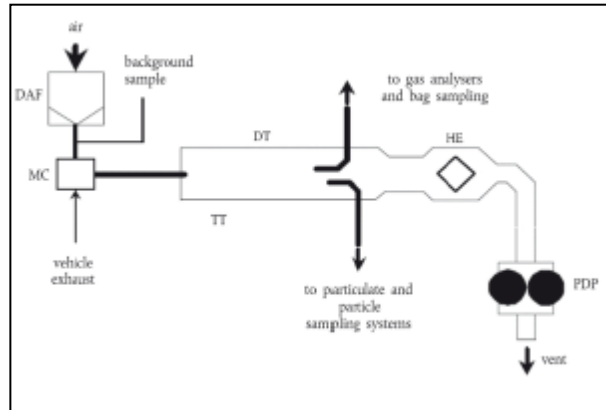 air
background
sample
DAF
to gas analysers
and bag sampling
DT
HE
MC
TT
vehicle
exhaust
to particulate and
particle
sampling systems
PDP
vent